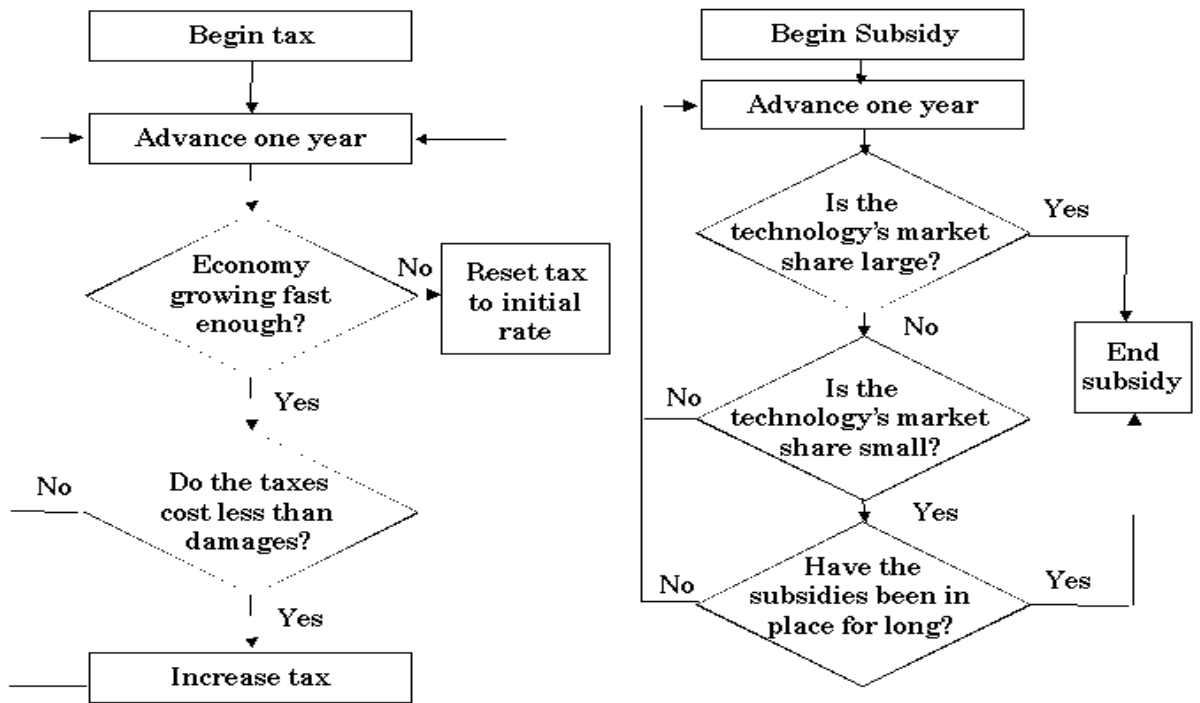 Begin tax
Advance one year
Economy
growing fast
enough?
No
Reset tax
to initial
rate
Yes
Do the taxes
cost less than
damages?
No
Yes
Increase tax
Begin Subsidy
Advance one year
Is the
technology's market
share large?
Yes
No
End
subsidy
Is the
technology's market
share small?
No
Yes
Have the
subsidies been in
place for long?
No
Yes